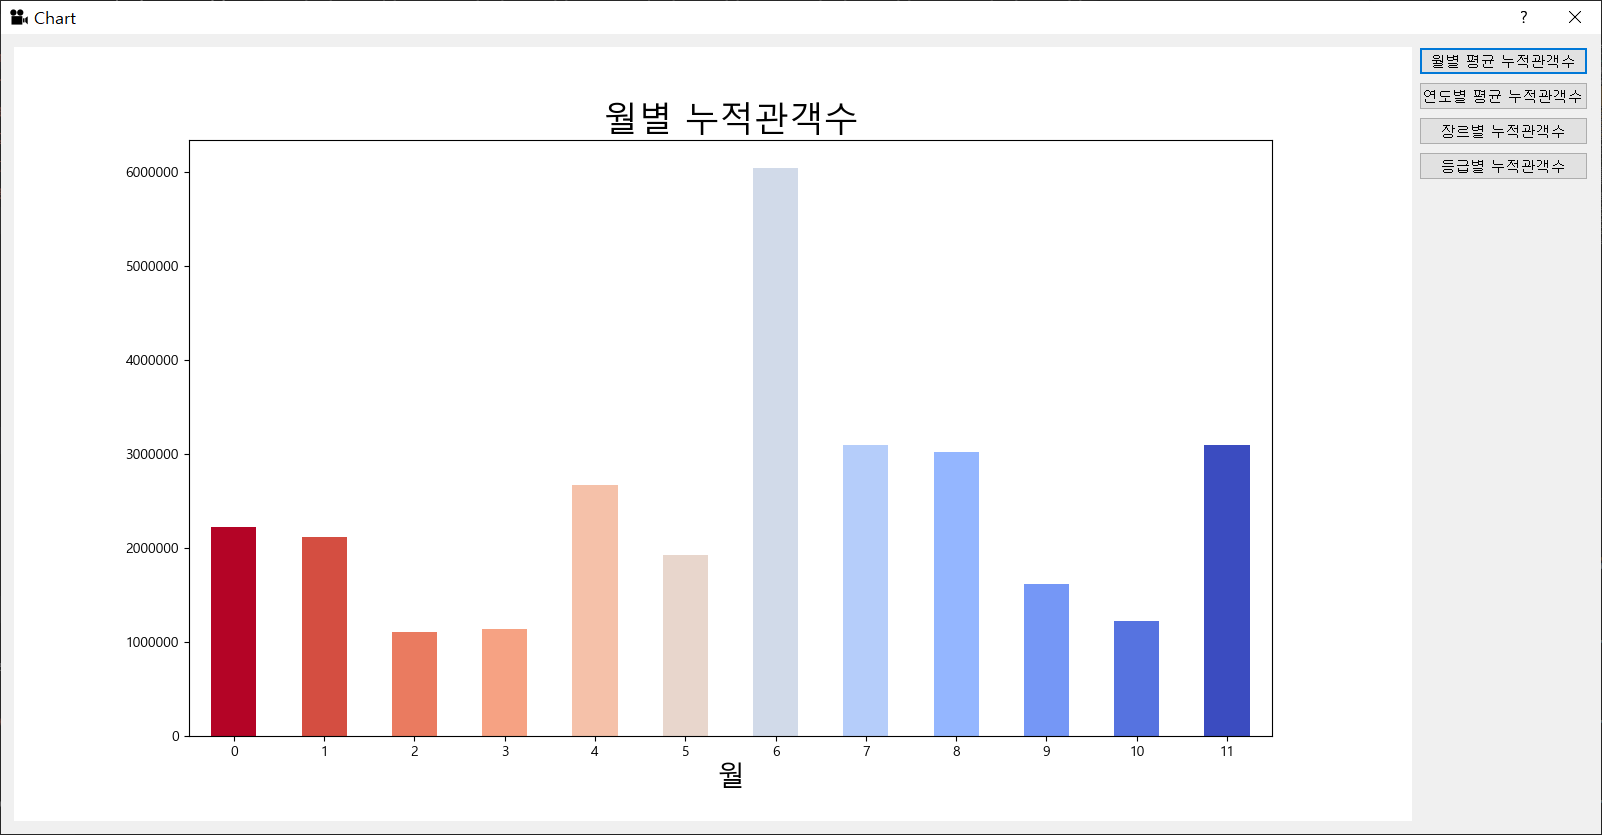 Chart
?
월별 평균 누적관객수
연도별 평균 누적관객수
장르별 누적관객수
등급별 누적관객수
월별 누적관객수
6000000
5000000
4000000
3000000
2000000
1000000
0
0 1 2 3 4 5 6 7 8 9 10 11
월